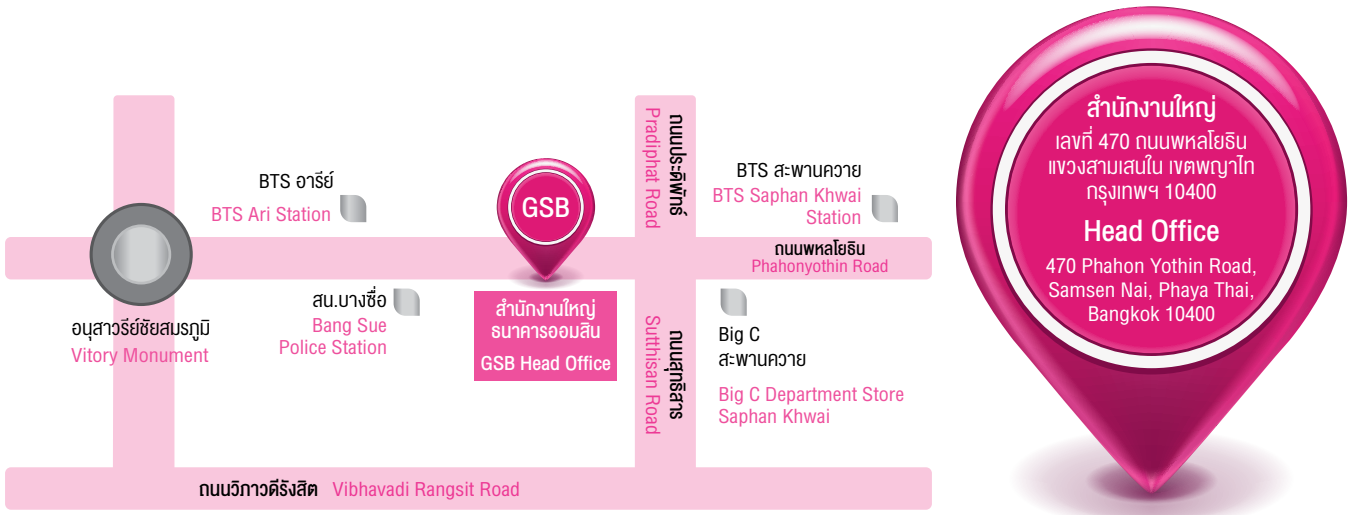 BTS อารีย์
BTS Ari Station
GSB
ถนนประดิพัทธ์
Pradiphat Road
BTS สะพานควาย
BTS Saphan Khwai
Station
ถนนพหลโยธิน
Phahonyothin Road
อนุสาวรีย์ชัยสมรภูมิ
Vitory Monument
สน.บางซื่อ
Bang Sue
Police Station
สำนักงานใหญ่
ธนาคารออมสิน
GSB Head Office
ถนนสุทธิสาร
Sutthisan Road
Big C
สะพานควาย
Big C Department Store
Saphan Khwai
ถนนวิภาวดีรังสิต Vibhavadi Rangsit Road
สำนักงานใหญ่
เลขที่ 470 ถนนพหลโยธิน
แขวงสามเสนใน เขตพญาไท
กรุงเทพฯ 10400
Head Office
470 Phahon Yothin Road,
Samsen Nai, Phaya Thai,
Bangkok 10400